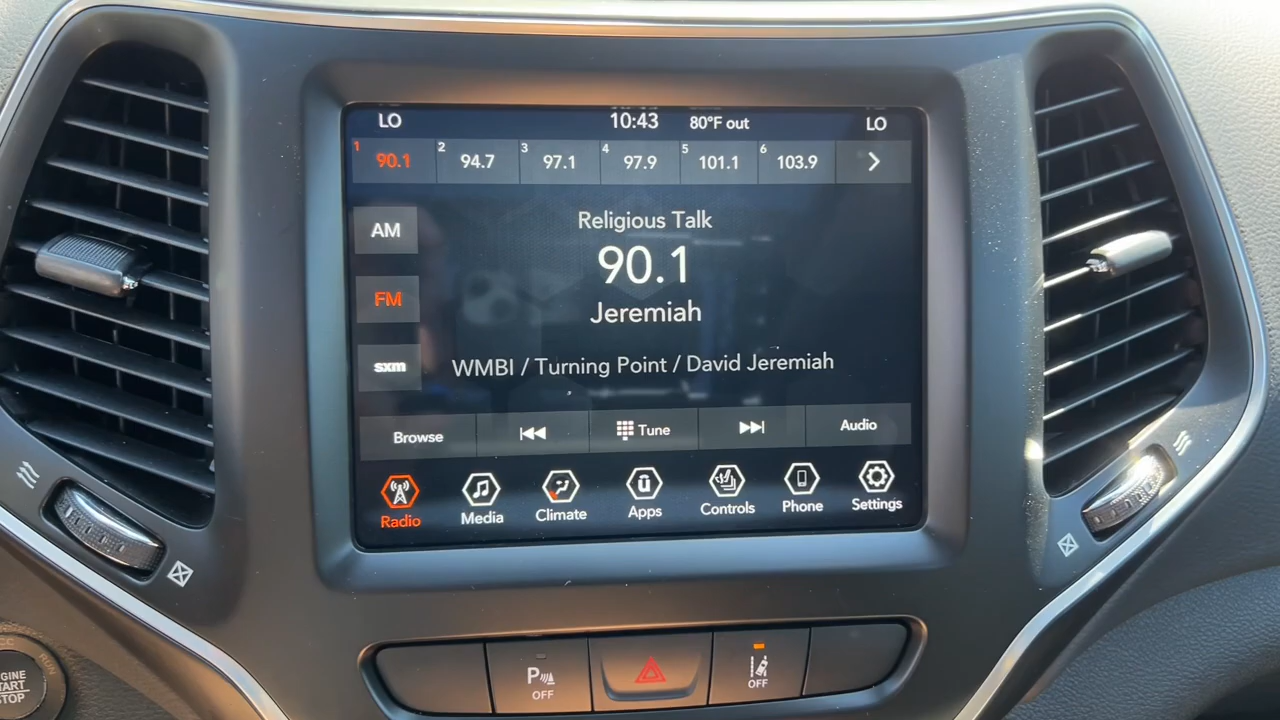 LO 10:43 80°F out LO
1 90.1 2 94.7 3 97.1 4 97.9 5 101.1 6 103.9
Religious Talk
AM
90.1
FM
Jeremiah
sxm
WMBI / Turning Point / David Jeremiah
Browse Tune Audio
Radio Media Climate Apps Controls Phone Settings
P OFF
OFF
ENGINE
START
STOP
RUN